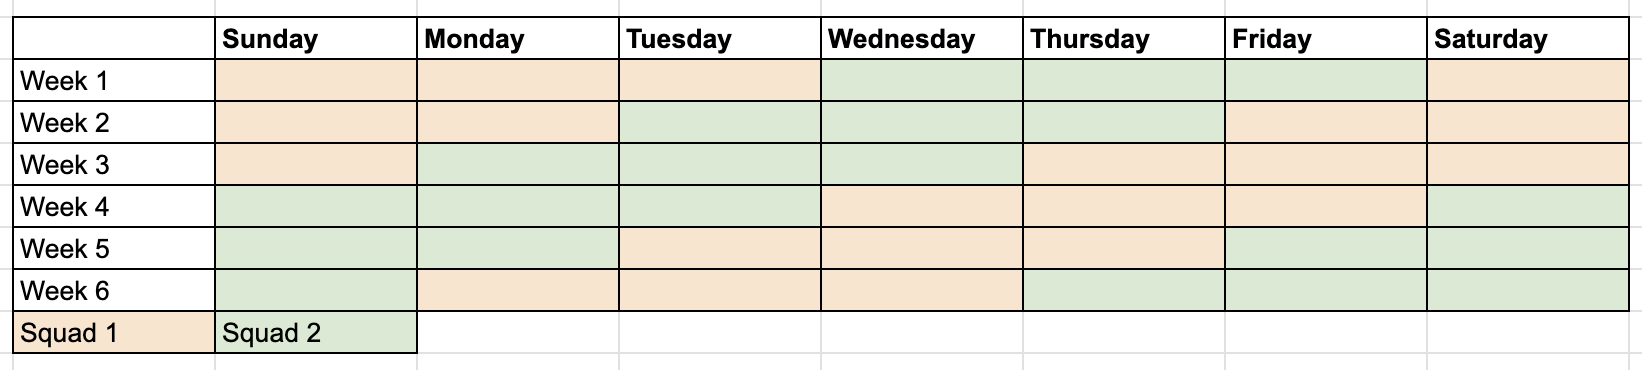 Sunday Monday Tuesday Wednesday Thursday Friday Saturday
Week 1
Week 2
Week 3
Week 4
Week 5
Week 6
Squad 1 Squad 2